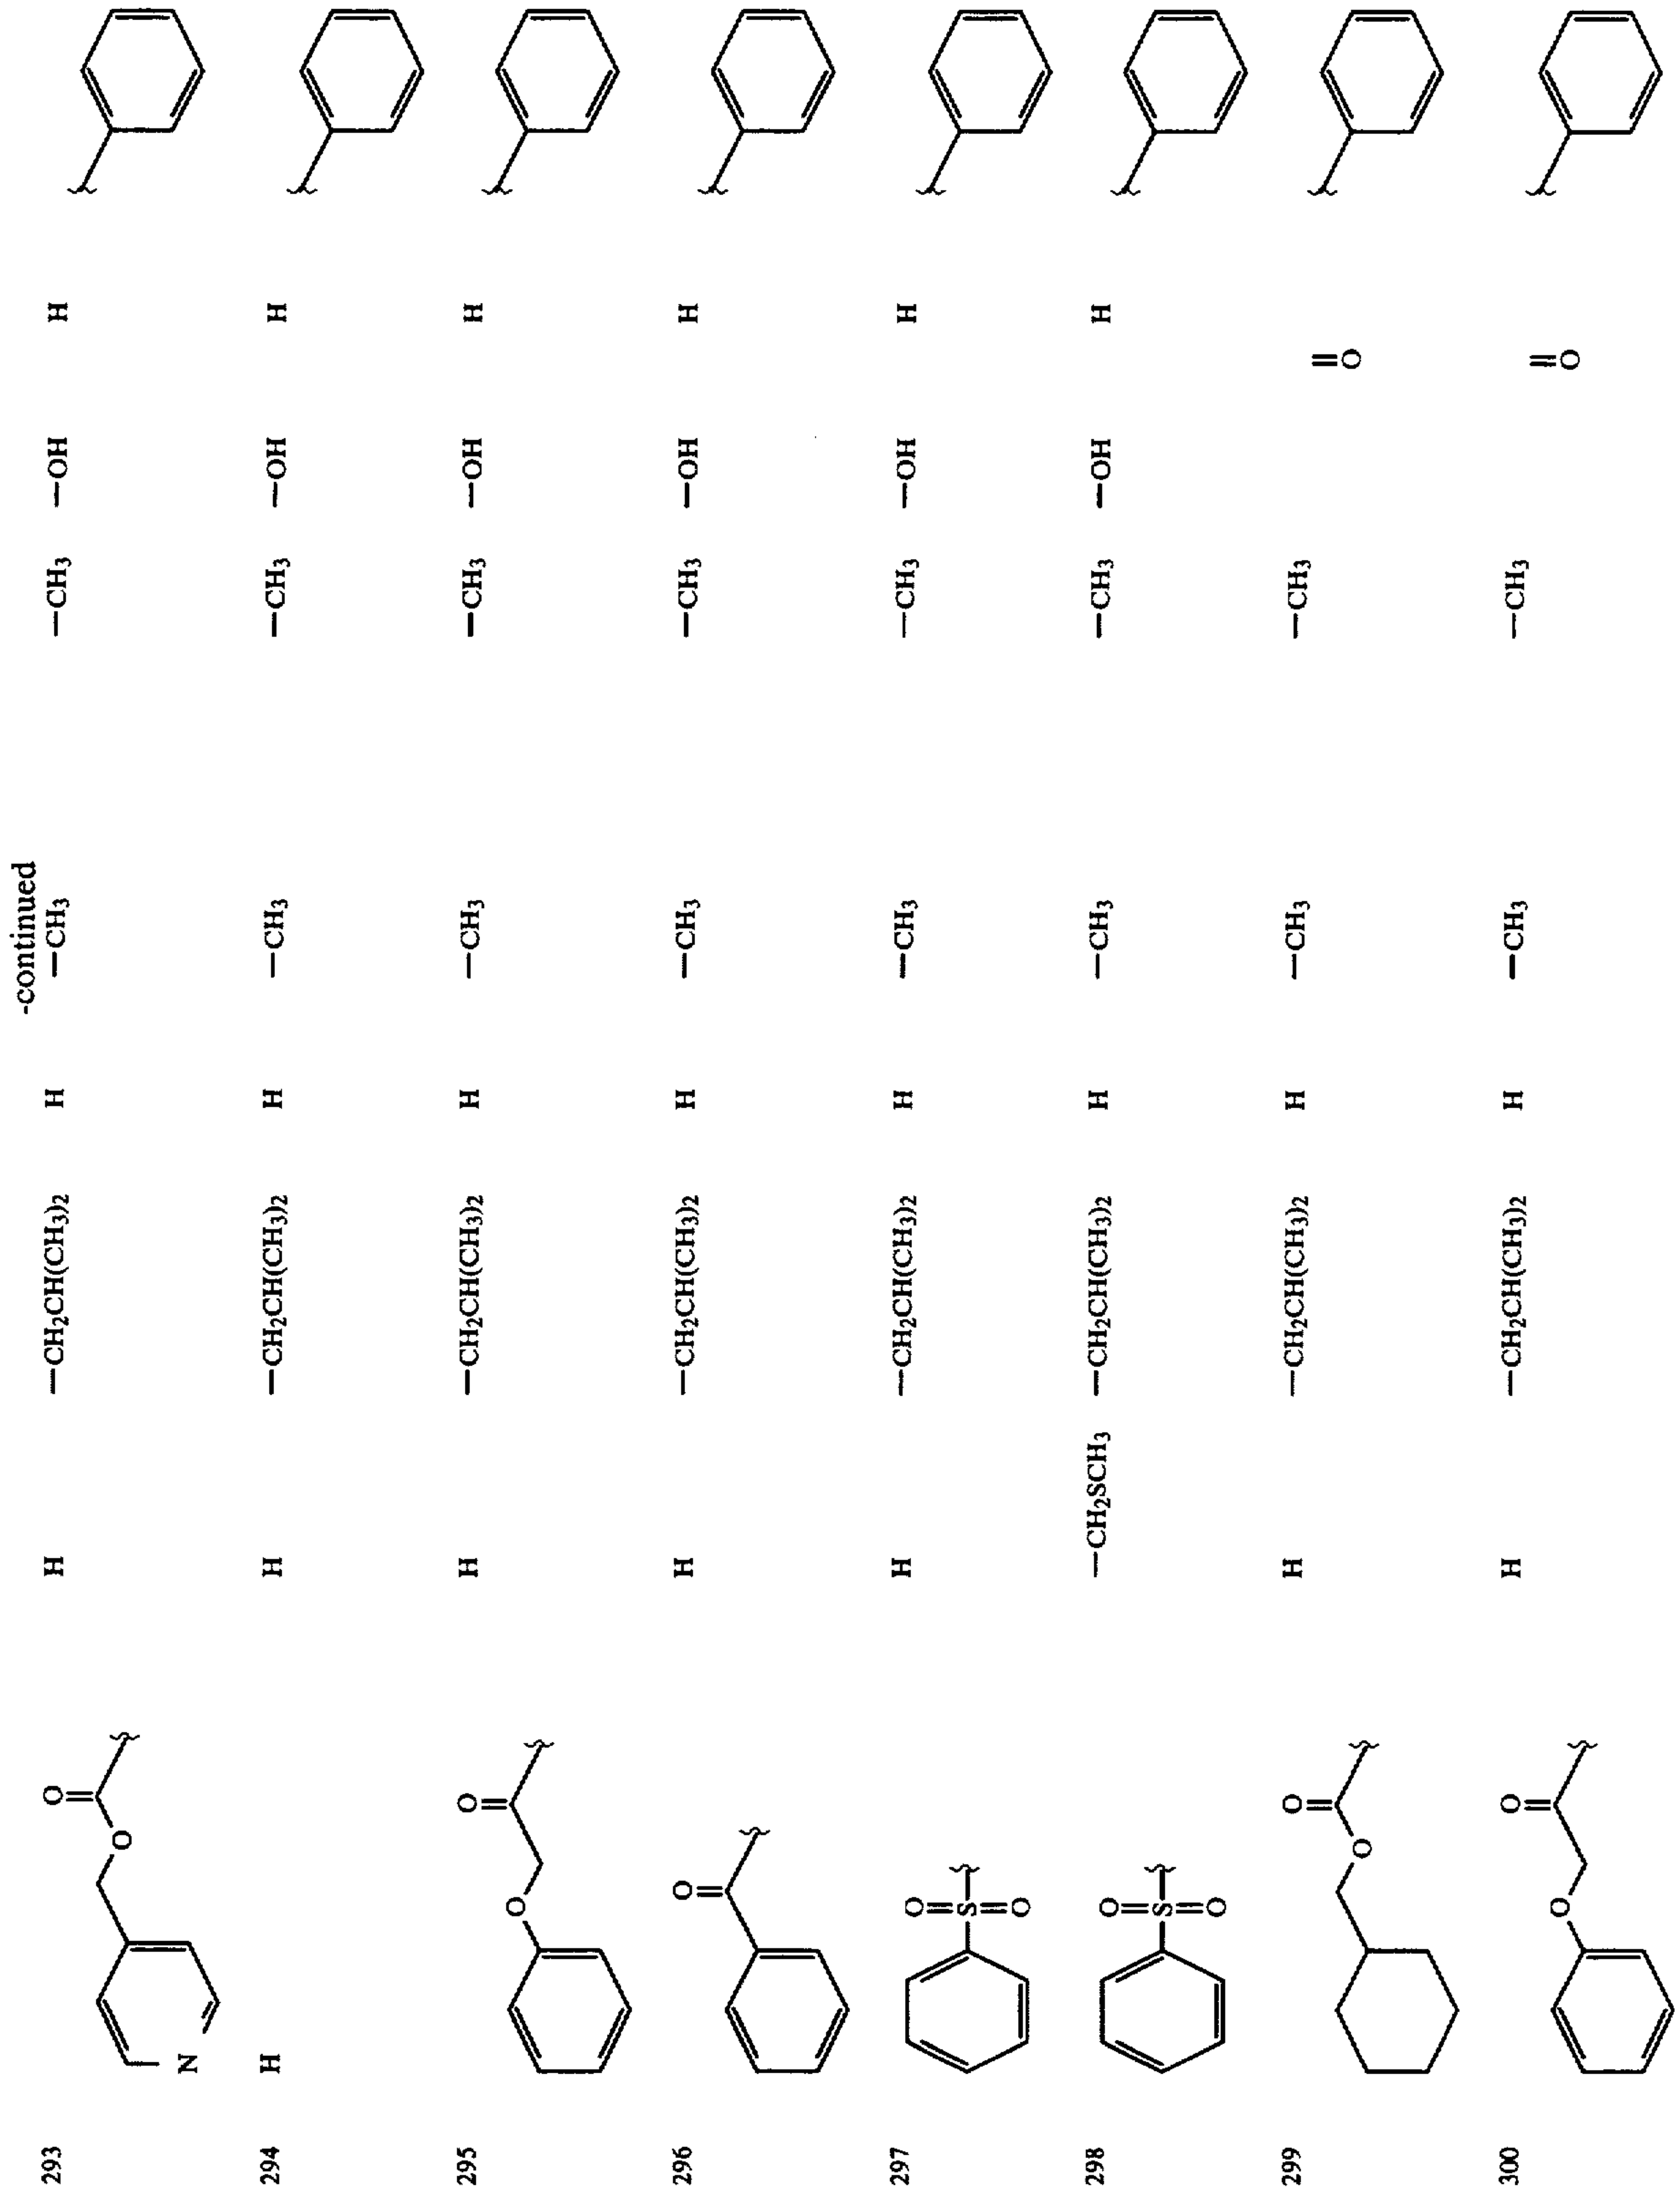 -continued
293 N O O H —CH₂CH(CH₃)₂ H —CH₃ —CH₃ —OH H
294 H H —CH₂CH(CH₃)₂ H —CH₃ —CH₃ —OH H
295 O O H —CH₂CH(CH₃)₂ H —CH₃ —CH₃ —OH H
296 O H —CH₂CH(CH₃)₂ H —CH₃ —CH₃ —OH H
297 O=S=O H —CH₂CH(CH₃)₂ H —CH₃ —CH₃ —OH H
298 O=S=O —CH₂SCH₃ —CH₂CH(CH₃)₂ H —CH₃ —CH₃ —OH H
299 O O H —CH₂CH(CH₃)₂ H —CH₃ —CH₃ =O
300 O O H —CH₂CH(CH₃)₂ H —CH₃ —CH₃ =O